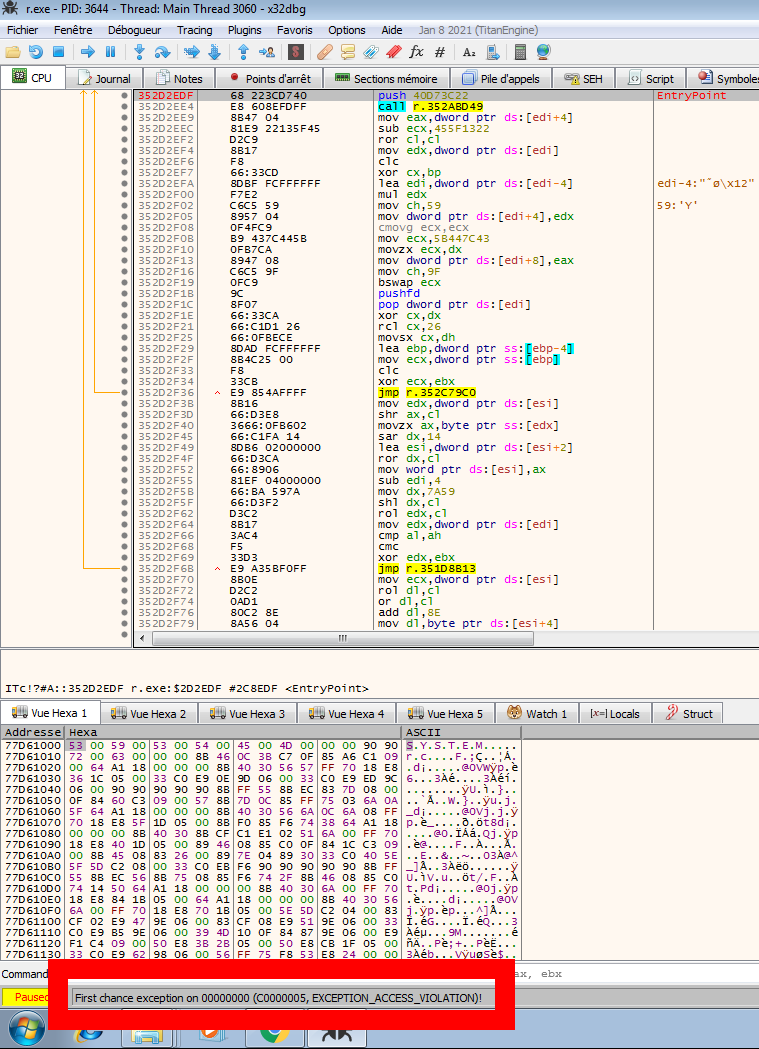 r.exe - PID: 3644 - Thread: Main Thread 3060 - x32dbg
Fichier Fenêtre Débogueur Tracing Plugins Favoris Options Aide Jan 8 2021 (TitanEngine)
CPU Journal Notes Points d'arrêt Sections mémoire Pile d'appels SEH Script Symboles
352D2EDF 68 223CD740 push 40D73C22 EntryPoint
352D2EE4 E8 608EFDFF call r.352ABD49
352D2EE9 8B47 04 mov eax,dword ptr ds:[edi+4]
352D2EEC 81E9 22135F45 sub ecx,455F1322
352D2EF2 D2C9 ror cl,cl
352D2EF4 8B17 mov edx,dword ptr ds:[edi]
352D2EF6 F8 clc
352D2EF7 66:33CD xor cx,bp
352D2EFA 8DBF FCFFFFFF lea edi,dword ptr ds:[edi-4] edi-4:"˜ø\x12"
352D2F00 F7E2 mul edx
352D2F02 C6C5 59 mov ch,59 59:'Y'
352D2F05 8957 04 mov dword ptr ds:[edi+4],edx
352D2F08 0F4FC9 cmovg ecx,ecx
352D2F0B B9 437C445B mov ecx,5B447C43
352D2F10 0FB7CA movzx ecx,dx
352D2F13 8947 08 mov dword ptr ds:[edi+8],eax
352D2F16 C6C5 9F mov ch,9F
352D2F19 0FC9 bswap ecx
352D2F1B 9C pushfd
352D2F1C 8F07 pop dword ptr ds:[edi]
352D2F1E 66:33CA xor cx,dx
352D2F21 66:C1D1 26 rcl cx,26
352D2F25 66:0FBECE movsx cx,dh
352D2F29 8DAD FCFFFFFF lea ebp,dword ptr ss:[ebp-4]
352D2F2F 8B4C25 00 mov ecx,dword ptr ss:[ebp]
352D2F33 F8 clc
352D2F34 33CB xor ecx,ebx
352D2F36 E9 854AFFFF jmp r.352C79C0
352D2F3B 8B16 mov edx,dword ptr ds:[esi]
352D2F3D 66:D3E8 shr ax,cl
352D2F40 3666:0FB602 movzx ax,byte ptr ss:[edx]
352D2F45 66:C1FA 14 sar dx,14
352D2F49 8DB6 02000000 lea esi,dword ptr ds:[esi+2]
352D2F4F 66:D3CA ror dx,cl
352D2F52 66:8906 mov word ptr ds:[esi],ax
352D2F55 81EF 04000000 sub edi,4
352D2F5B 66:BA 597A mov dx,7A59
352D2F5F 66:D3F2 shl dx,cl
352D2F62 D3C2 rol edx,cl
352D2F64 8B17 mov edx,dword ptr ds:[edi]
352D2F66 3AC4 cmp al,ah
352D2F68 F5 cmc
352D2F69 33D3 xor edx,ebx
352D2F6B E9 A35BF0FF jmp r.351D8B13
352D2F70 8B0E mov ecx,dword ptr ds:[esi]
352D2F72 D2C2 rol dl,cl
352D2F74 0AD1 or dl,cl
352D2F76 80C2 8E add dl,8E
352D2F79 8A56 04 mov dl,byte ptr ds:[esi+4]
ITc!?#A::352D2EDF r.exe:$2D2EDF #2C8EDF <EntryPoint>
Vue Hexa 1 Vue Hexa 2 Vue Hexa 3 Vue Hexa 4 Vue Hexa 5 Watch 1 [x=] Locals Struct
Addresse Hexa ASCII
77D61000 53 00 59 00 53 00 54 00 45 00 4D 00 00 00 90 90 S.Y.S.T.E.M.....
77D61010 72 00 63 00 00 00 8B 46 0C 3B C7 0F 85 A6 C1 09 r.c....F.;Ç..¦Á.
77D61020 00 64 A1 18 00 00 00 8B 40 30 56 57 FF 70 18 E8 .d¡.....@0VWÿp.è
77D61030 36 1C 05 00 33 C0 E9 0E 9D 06 00 33 C0 E9 ED 9C 6...3Àé....3Àéí.
77D61040 06 00 90 90 90 90 90 8B FF 55 8B EC 83 7D 08 00 ........ÿU.ì.}..
77D61050 0F 84 60 C3 09 00 57 8B 7D 0C 85 FF 75 03 6A 0A ..`Ã..W.}..ÿu.j.
77D61060 5F 64 A1 18 00 00 00 8B 40 30 56 6A 0C 6A 08 FF _d¡.....@0Vj.j.ÿ
77D61070 70 18 E8 5F 1D 05 00 8B F0 85 F6 74 38 64 A1 18 p.è_....ð.öt8d¡.
77D61080 00 00 00 8B 40 30 8B CF C1 E1 02 51 6A 00 FF 70 ....@0.ÏÁá.Qj.ÿp
77D61090 18 E8 40 1D 05 00 89 46 08 85 C0 0F 84 1C C3 09 .è@....F..À...Ã.
77D610A0 00 8B 45 08 83 26 00 89 7E 04 89 30 33 C0 40 5E ..E..&..~..03À@^
77D610B0 5F 5D C2 08 00 33 C0 EB F6 90 90 90 90 90 8B FF _]Â..3Àëö......ÿ
77D610C0 55 8B EC 56 8B 75 08 85 F6 74 2F 8B 46 08 85 C0 U.ìV.u..öt/.F..À
77D610D0 74 14 50 64 A1 18 00 00 00 8B 40 30 6A 00 FF 70 t.Pd¡.....@0j.ÿp
77D610E0 18 E8 84 1B 05 00 64 A1 18 00 00 00 8B 40 30 56 .è....d¡.....@0V
77D610F0 6A 00 FF 70 18 E8 70 1B 05 00 5E 5D C2 04 00 83 j.ÿp.èp...^]Â...
77D61100 CF 02 E9 47 9E 06 00 83 CF 08 E9 51 9E 06 00 33 Ï.éG....Ï.éQ...3
77D61110 C0 E9 B5 9E 06 00 39 4D 10 0F 84 87 9E 06 00 E9 Àéµ...9M.......é
77D61120 F1 C4 09 00 50 E8 3B 2B 05 00 50 E8 CB 1F 05 00 ñÄ..Pè;+..PèË...
77D61130 33 C0 E9 62 98 06 00 56 FF 75 F8 53 E8 24 00 00 3Àéb...VÿuøSè$..
ax, ebx
First chance exception on 00000000 (C0000005, EXCEPTION_ACCESS_VIOLATION)!